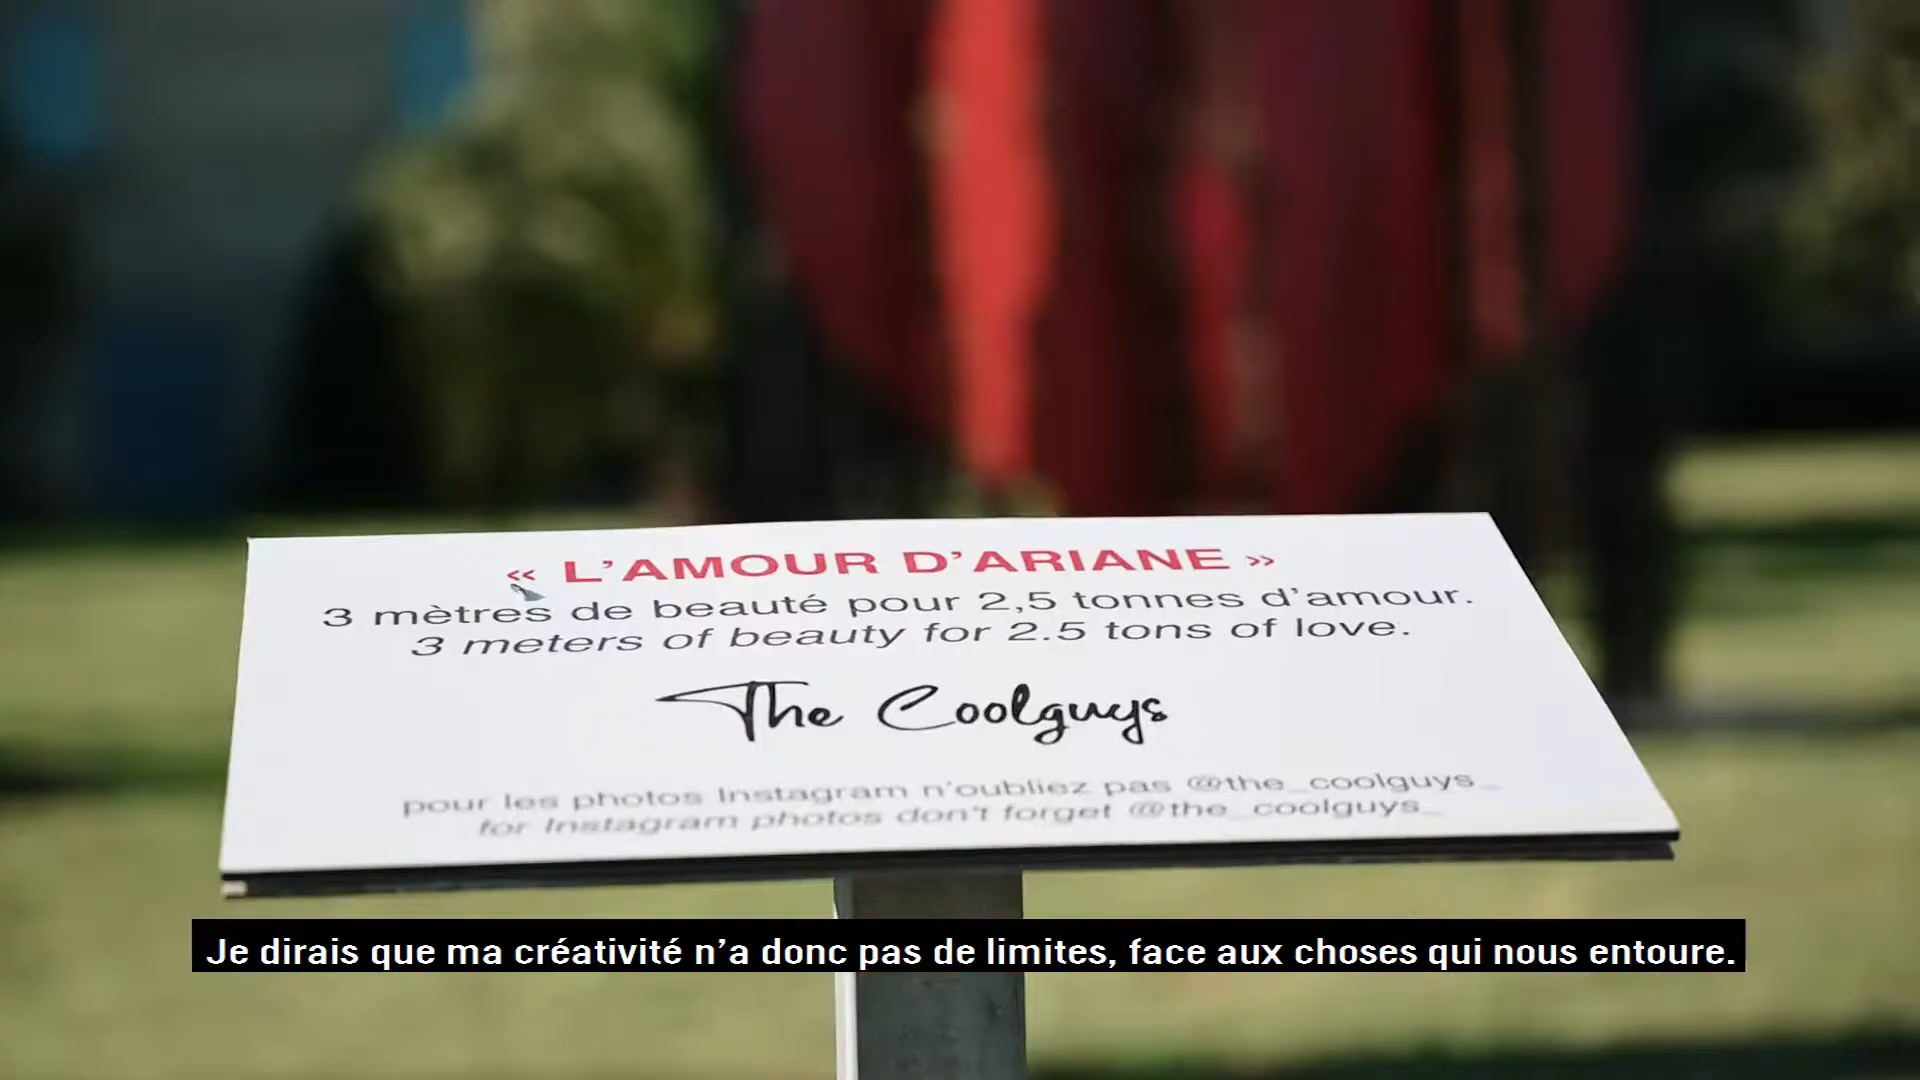 « L’AMOUR D’ARIANE »
3 mètres de beauté pour 2,5 tonnes d’amour.
3 meters of beauty for 2.5 tons of love.
The Coolguys
pour les photos Instagram n’oubliez pas @the_coolguys_
for Instagram photos don’t forget @the_coolguys_
Je dirais que ma créativité n’a donc pas de limites, face aux choses qui nous entoure.